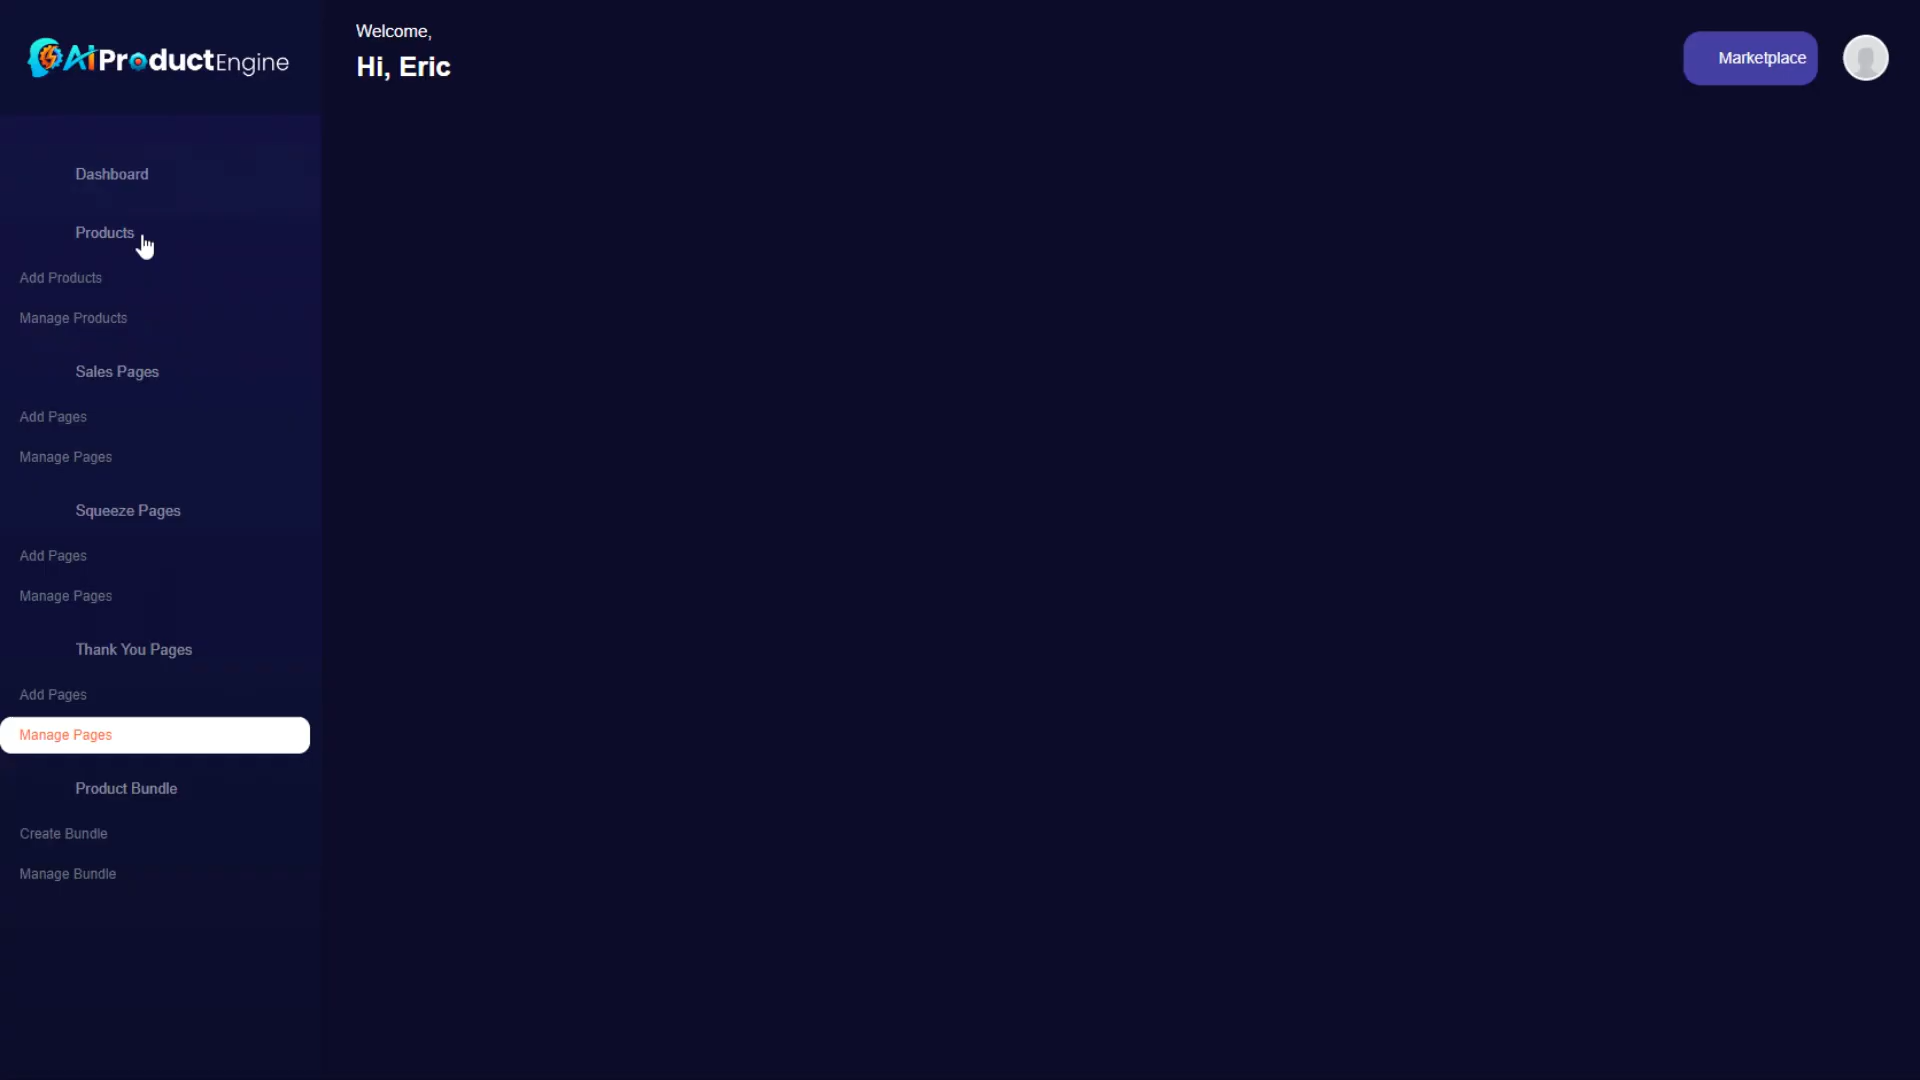 AiProductEngine
Welcome,
Hi, Eric
Marketplace
Dashboard
Products
Add Products
Manage Products
Sales Pages
Add Pages
Manage Pages
Squeeze Pages
Add Pages
Manage Pages
Thank You Pages
Add Pages
Manage Pages
Product Bundle
Create Bundle
Manage Bundle